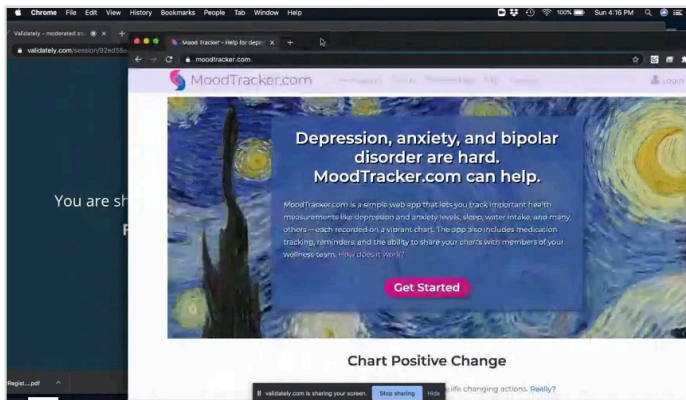 Chrome File Edit View History Bookmarks People Tab Window Help
100% Sun 4:16 PM
Validately - moderated
validately.com/session/92ed55
Mood Tracker - Help for depre
moodtracker.com
MoodTracker.com
Login
Depression, anxiety, and bipolar
disorder are hard.
MoodTracker.com can help.
You are sh
MoodTracker.com is a simple web app that lets you track important health
measurements like depression and anxiety levels, sleep, water intake, and many
others—each recorded on a vibrant chart. The app also includes medication
tracking, reminders, and the ability to share your charts with members of your
wellness team. How does it work?
Get Started
Chart Positive Change
life changing actions. Really?
Regist....pdf
validately.com is sharing your screen. Stop sharing Hide